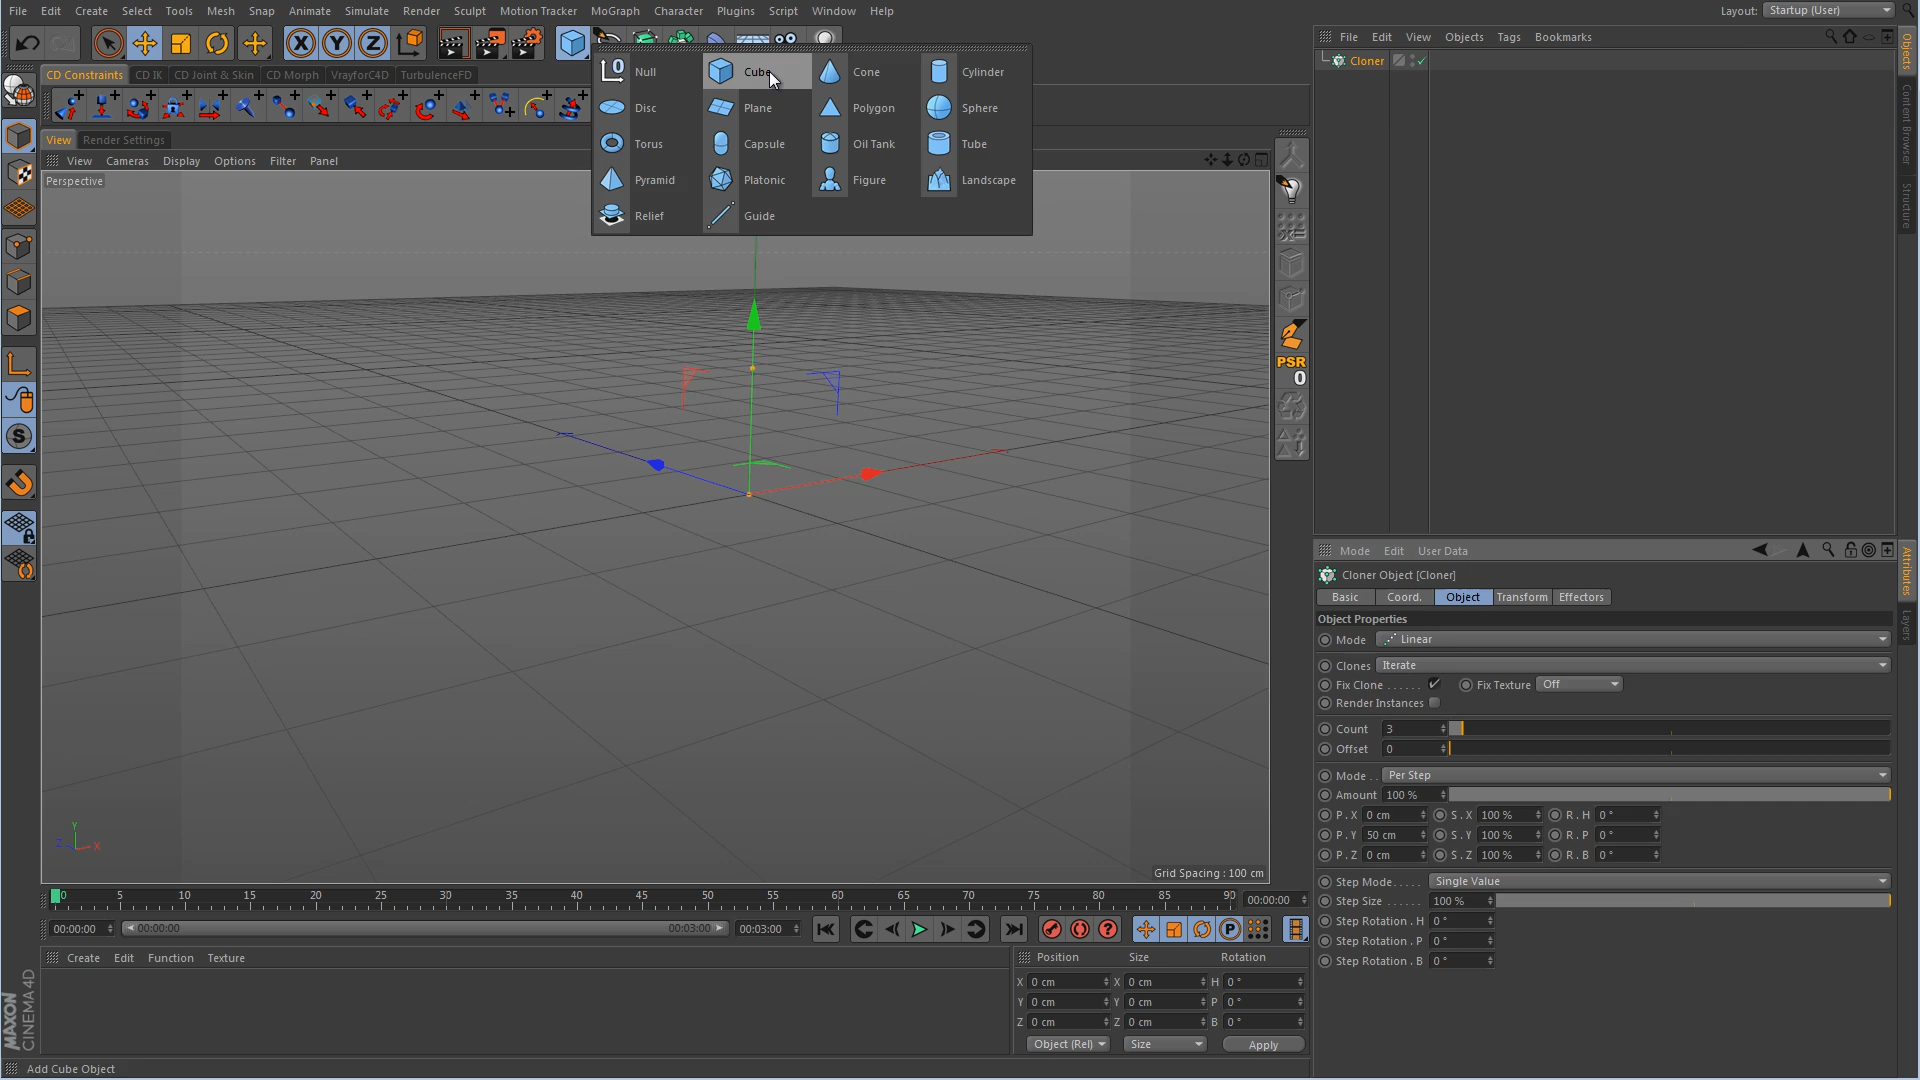 File Edit Create Select Tools Mesh Snap Animate Simulate Render Sculpt Motion Tracker MoGraph Character Plugins Script Window Help
Layout: Startup (User)
File Edit View Objects Tags Bookmarks
Cloner
CD Constraints CD IK CD Joint & Skin CD Morph VrayforC4D TurbulenceFD
Null Cube Cone Cylinder
Disc Plane Polygon Sphere
Torus Capsule Oil Tank Tube
Pyramid Platonic Figure Landscape
Relief Guide
View Render Settings
View Cameras Display Options Filter Panel
Perspective
X Y Z
S
PSR
0
Objects
Content Browser
Structure
Attributes
Layers
Mode Edit User Data
Cloner Object [Cloner]
Basic Coord. Object Transform Effectors
Object Properties
Mode Linear
Clones Iterate
Fix Clone . . . . . . Fix Texture Off
Render Instances
Count 3
Offset 0
Mode . . Per Step
Amount 100 %
P . X 0 cm S . X 100 % R . H 0 °
P . Y 50 cm S . Y 100 % R . P 0 °
P . Z 0 cm S . Z 100 % R . B 0 °
Step Mode . . . . . Single Value
Step Size . . . . . . 100 %
Step Rotation . H 0 °
Step Rotation . P 0 °
Step Rotation . B 0 °
Y
Z X
Grid Spacing : 100 cm
0 5 10 15 20 25 30 35 40 45 50 55 60 65 70 75 80 85 90 00:00:00
00:00:00 00:00:00 00:03:00 00:03:00
? P
Create Edit Function Texture
Position Size Rotation
X 0 cm X 0 cm H 0 °
Y 0 cm Y 0 cm P 0 °
Z 0 cm Z 0 cm B 0 °
Object (Rel) Size Apply
MAXON
CINEMA 4D
Add Cube Object